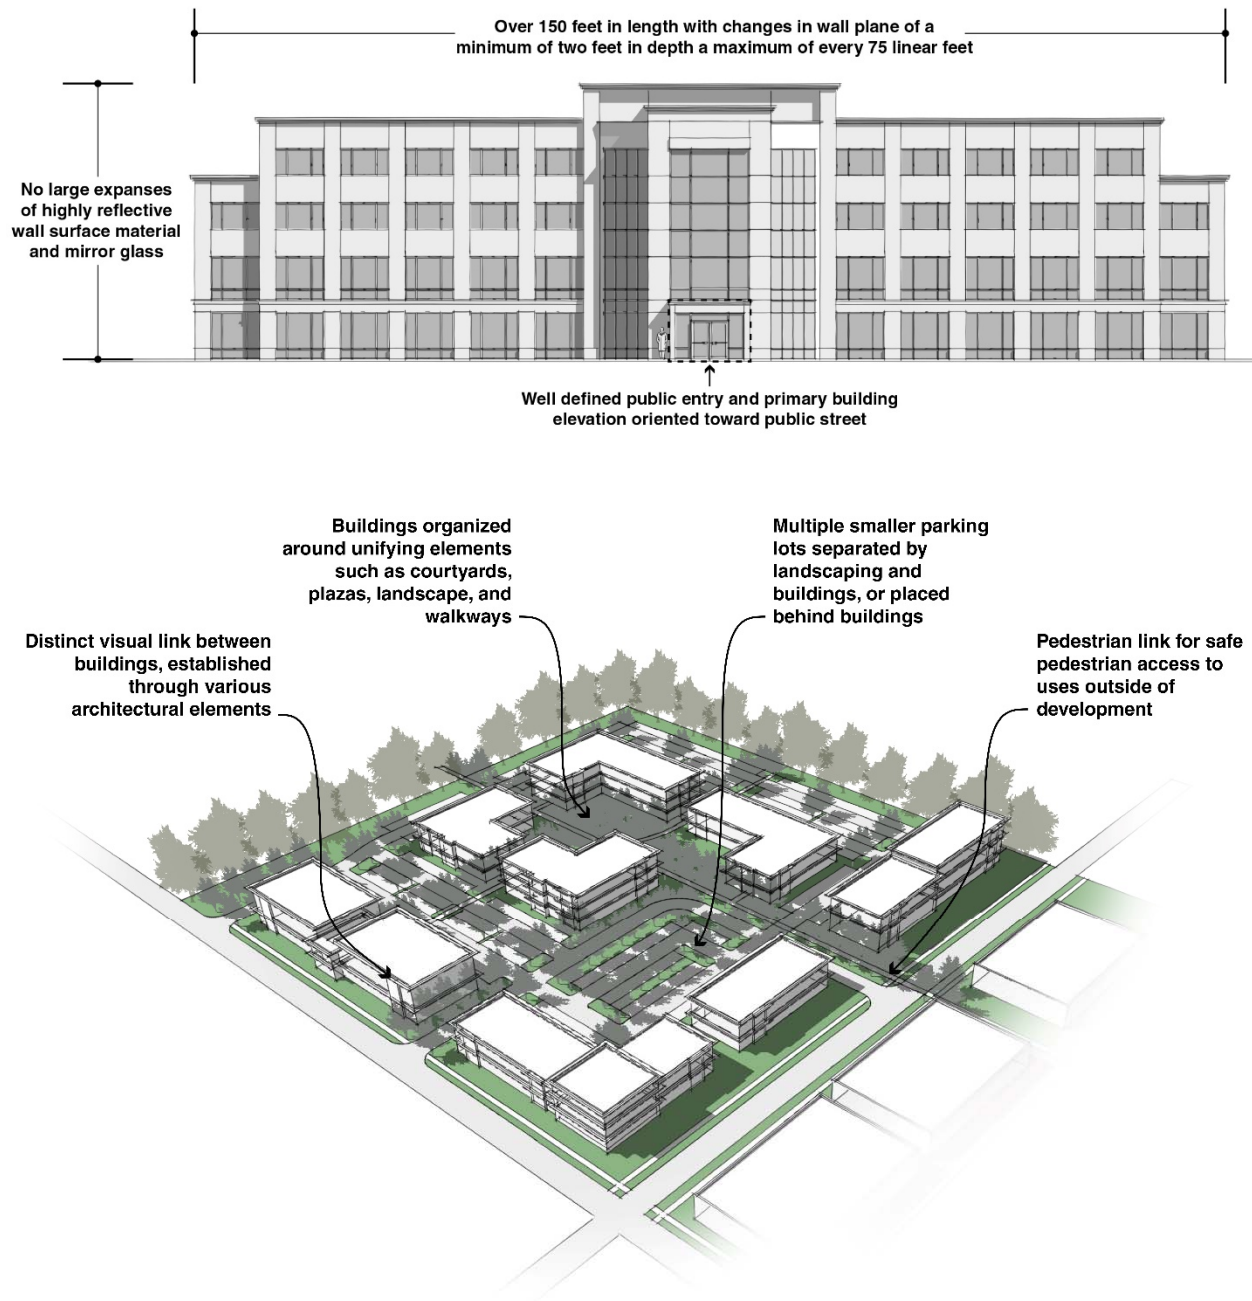 Over 150 feet in length with changes in wall plane of a
minimum of two feet in depth a maximum of every 75 linear feet
No large expanses
of highly reflective
wall surface material
and mirror glass
Well defined public entry and primary building
elevation oriented toward public street
Buildings organized
around unifying elements
such as courtyards,
plazas, landscape, and
walkways
Multiple smaller parking
lots separated by
landscaping and
buildings, or placed
behind buildings
Distinct visual link between
buildings, established
through various
architectural elements
Pedestrian link for safe
pedestrian access to
uses outside of
development